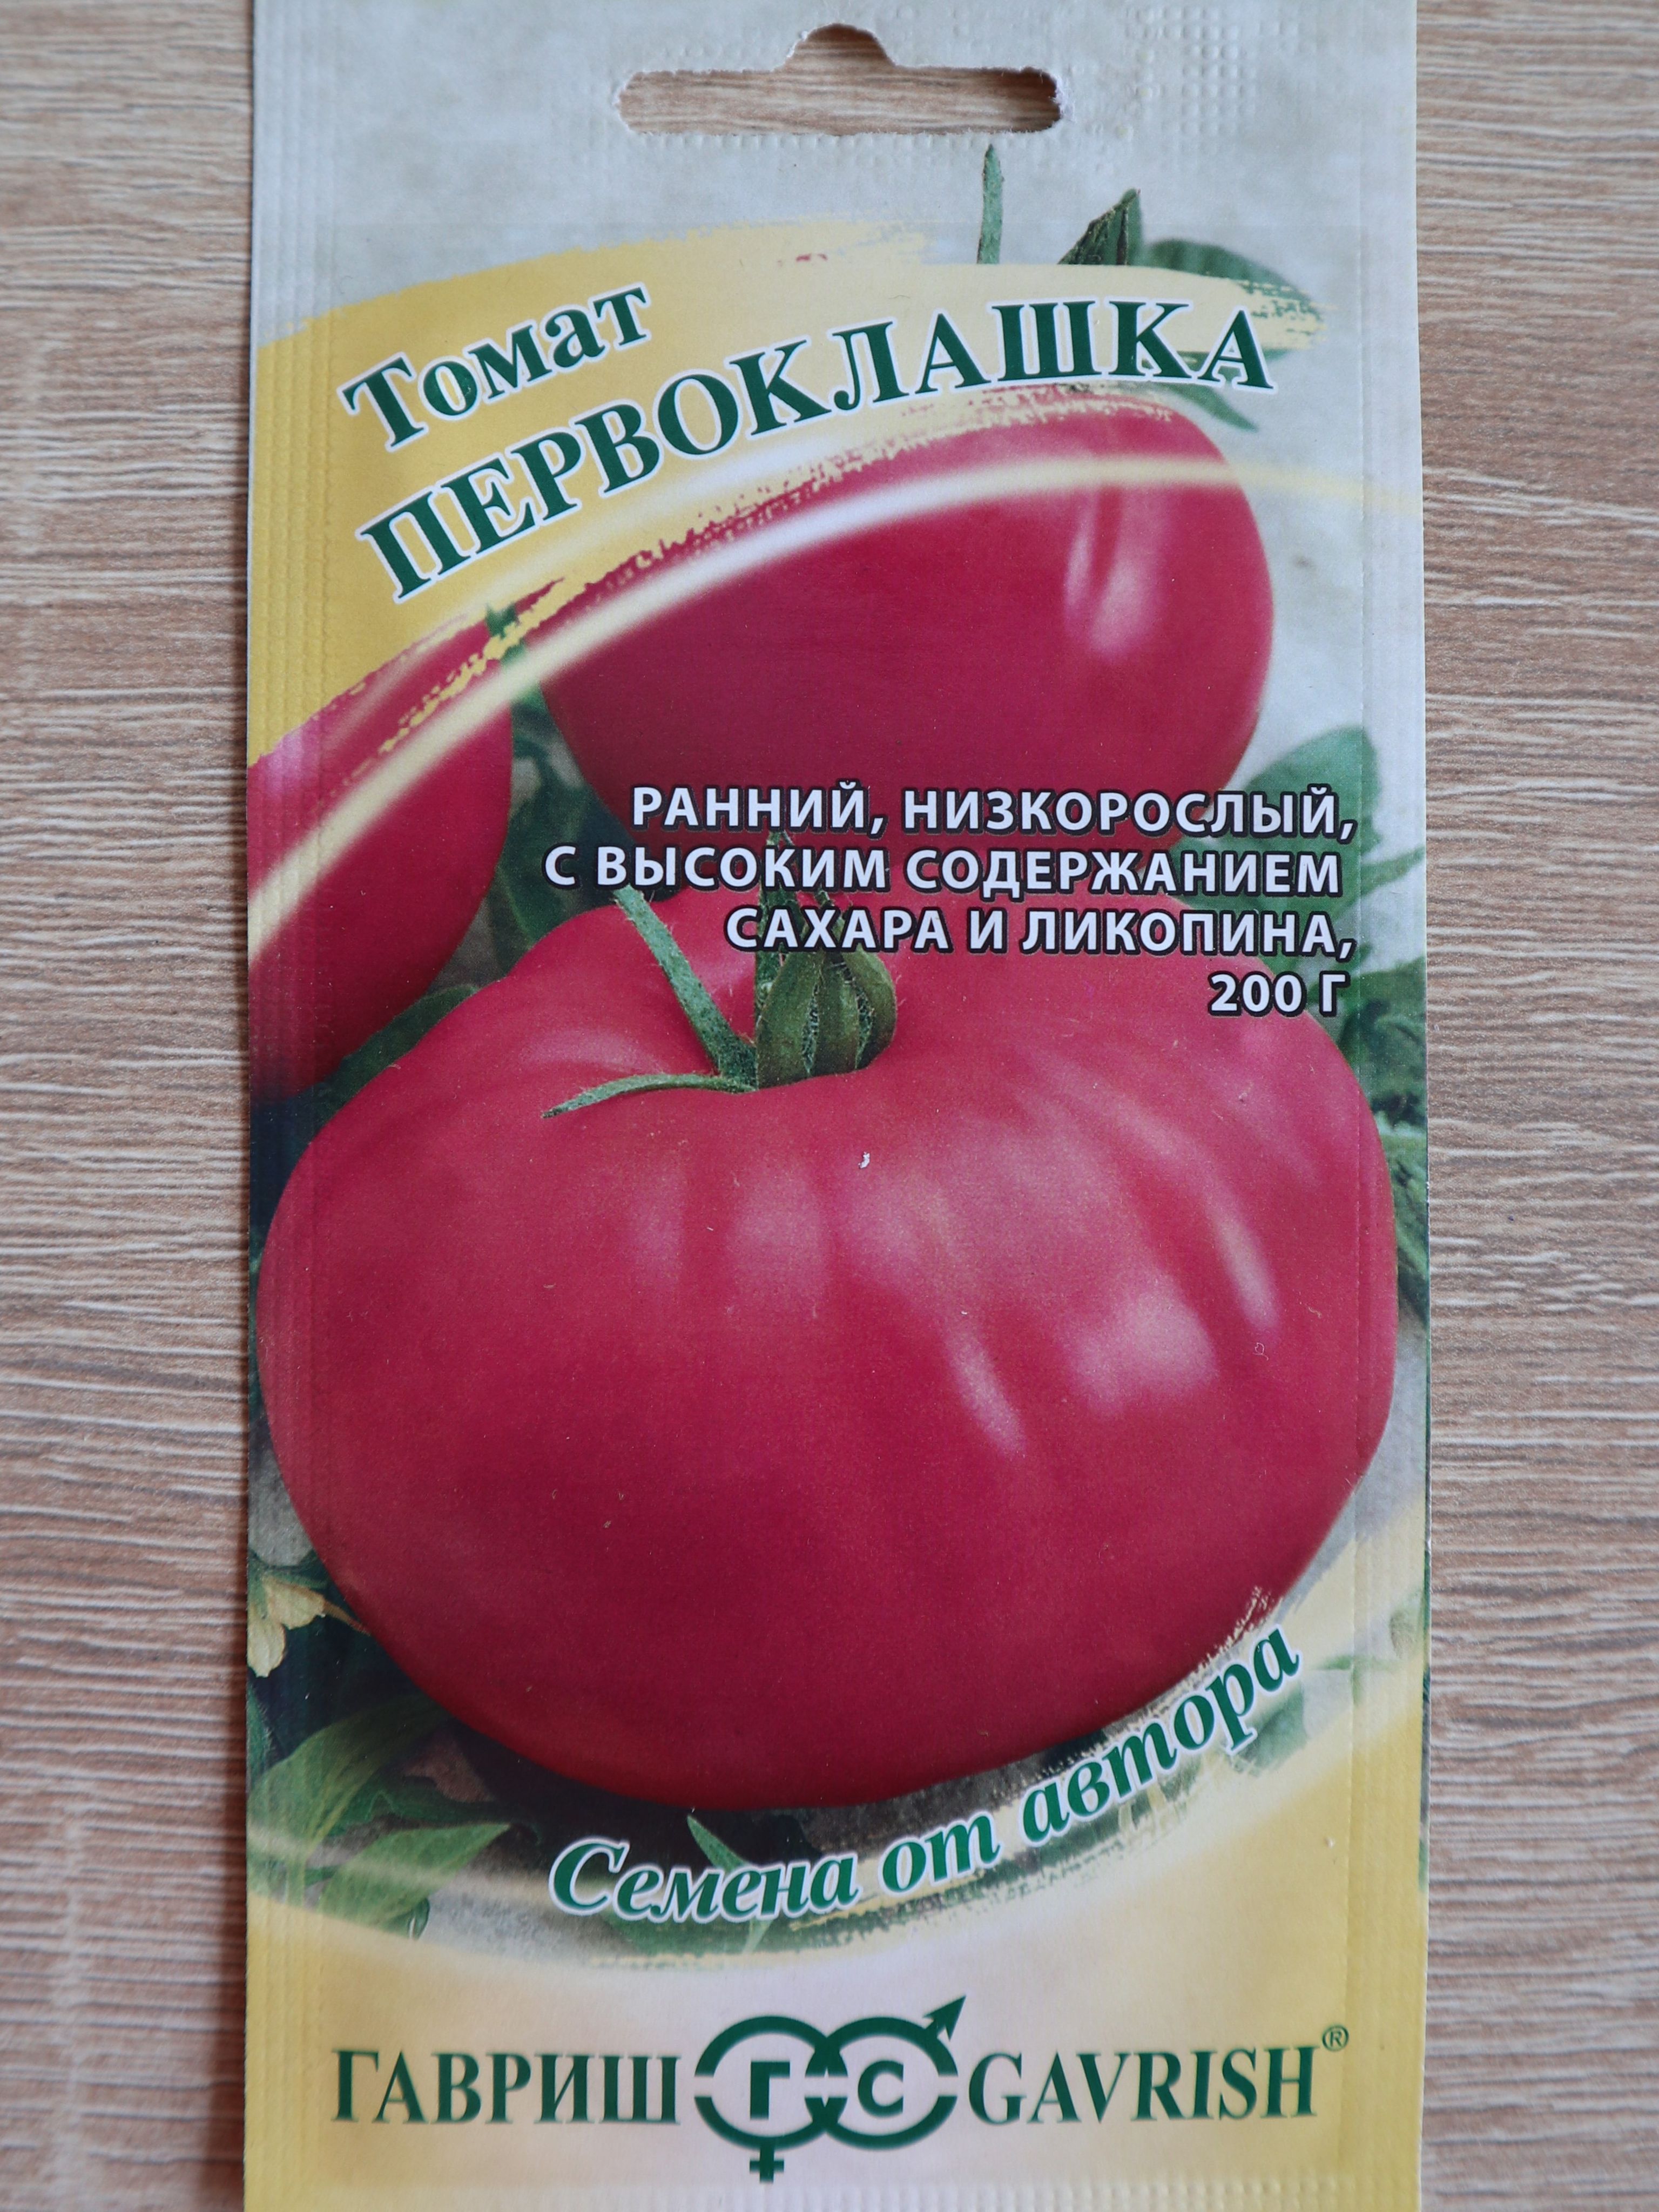 Томат
ПЕРВОКЛАШКА
РАННИЙ, НИЗКОРОСЛЫЙ,
С ВЫСОКИМ СОДЕРЖАНИЕМ
САХАРА И ЛИКОПИНА,
200 Г
Семена от автора
ГАВРИШ ГС GAVRISH®